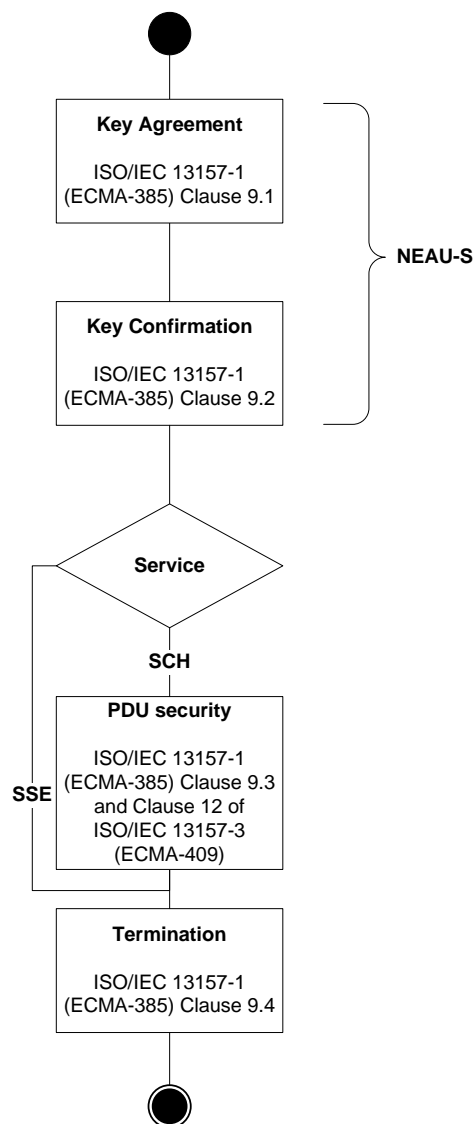 Key Agreement
ISO/IEC 13157-1
(ECMA-385) Clause 9.1
NEAU-S
Key Confirmation
ISO/IEC 13157-1
(ECMA-385) Clause 9.2
Service
SCH
PDU security
ISO/IEC 13157-1
(ECMA-385) Clause 9.3
and Clause 12 of
ISO/IEC 13157-3
(ECMA-409)
SSE
Termination
ISO/IEC 13157-1
(ECMA-385) Clause 9.4